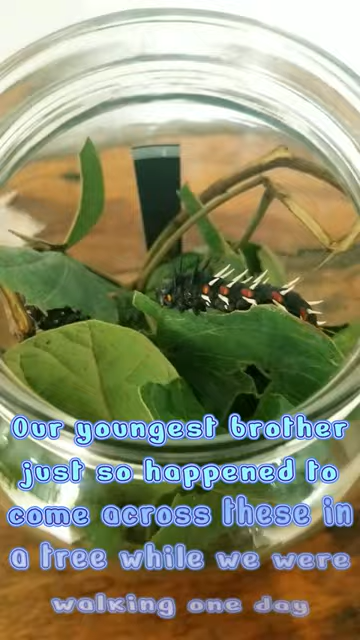 Our youngest brother
just so happened to
come across these in
a tree while we were
walking one day